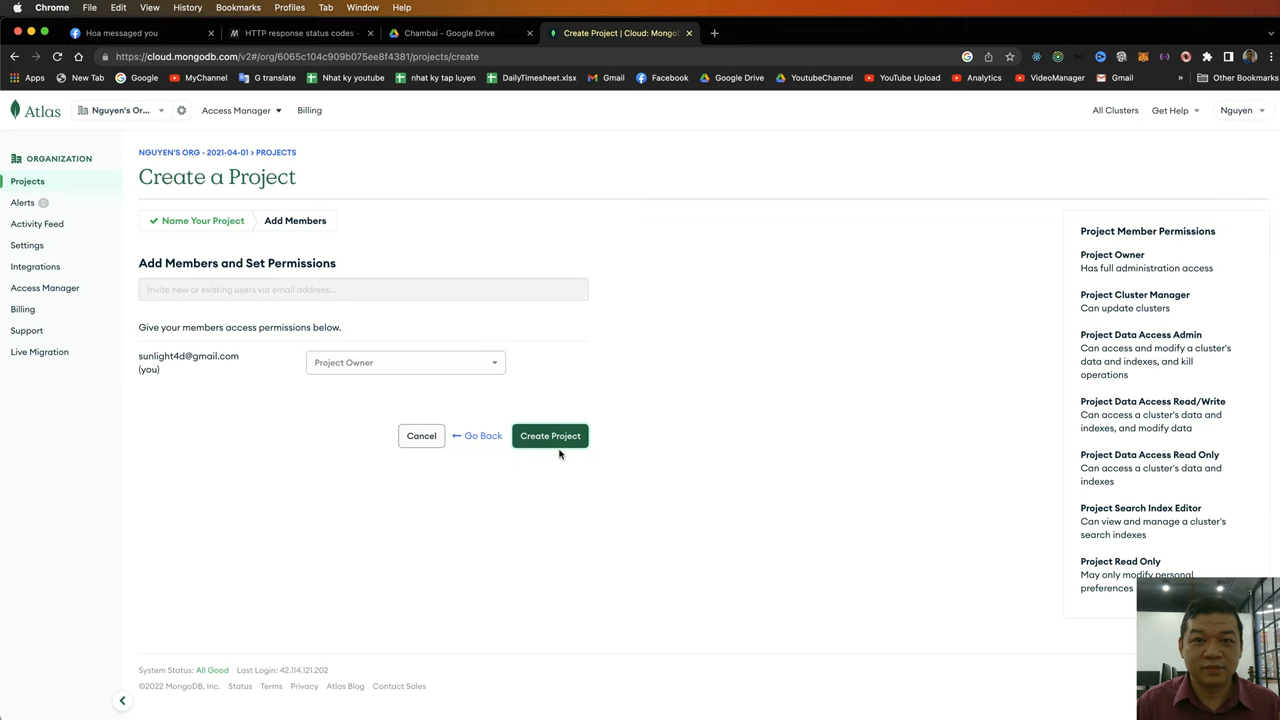 Chrome File Edit View History Bookmarks Profiles Tab Window Help
Hoa messaged you
HTTP response status codes -
Chambai - Google Drive
Create Project | Cloud: Mongo
https://cloud.mongodb.com/v2#/org/6065c104c909b075ee8fc381/projects/create
Apps New Tab Google MyChannel G translate Nhat ky youtube nhat ky tap luyen DailyTimesheet.xlsx Gmail Facebook Google Drive YoutubeChannel YouTube Upload Analytics VideoManager Gmail » Other Bookmarks
Atlas
Nguyen's Or...
Access Manager
Billing
All Clusters
Get Help
Nguyen
ORGANIZATION
Projects
Alerts 0
Activity Feed
Settings
Integrations
Access Manager
Billing
Support
Live Migration
NGUYEN'S ORG - 2021-04-01 > PROJECTS
Create a Project
Name Your Project
Add Members
Add Members and Set Permissions
Invite new or existing users via email address...
Give your members access permissions below.
sunlight4d@gmail.com
(you)
Project Owner
Cancel
Go Back
Create Project
Project Member Permissions
Project Owner
Has full administration access
Project Cluster Manager
Can update clusters
Project Data Access Admin
Can access and modify a cluster's
data and indexes, and kill
operations
Project Data Access Read/Write
Can access a cluster's data and
indexes, and modify data
Project Data Access Read Only
Can access a cluster's data and
indexes
Project Search Index Editor
Can view and manage a cluster's
search indexes
Project Read Only
May only modify personal
preferences
System Status: All Good Last Login: 42.114.121.202
©2022 MongoDB, Inc. Status Terms Privacy Atlas Blog Contact Sales